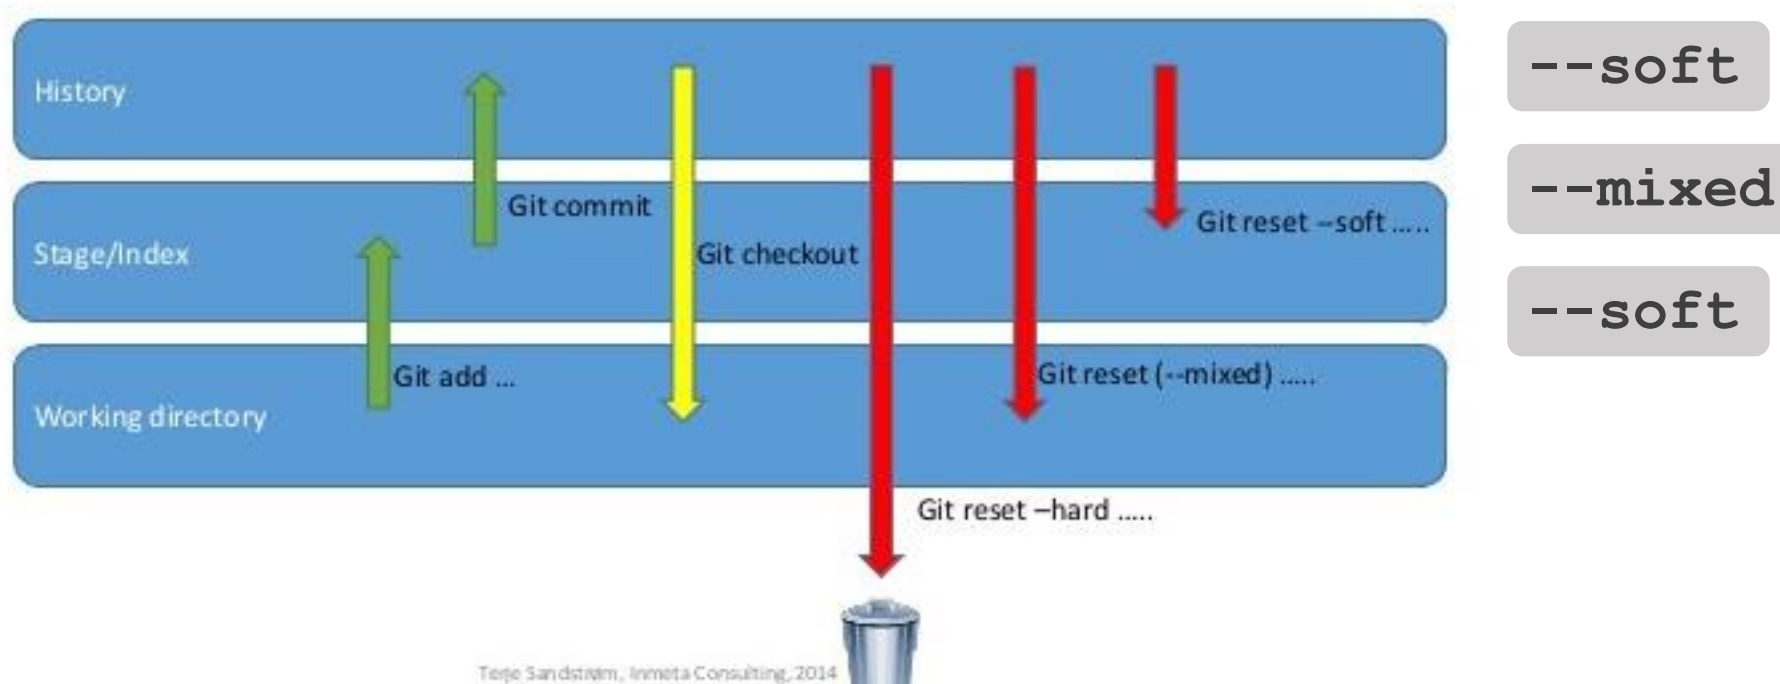 History
Git commit
Stage/Index
Git checkout
Git reset –soft .....
Git add ...
Git reset (--mixed) .....
Working directory
Git reset –hard .....
Terje Sandstrøm, Inmeta Consulting, 2014
--soft
--mixed
--soft